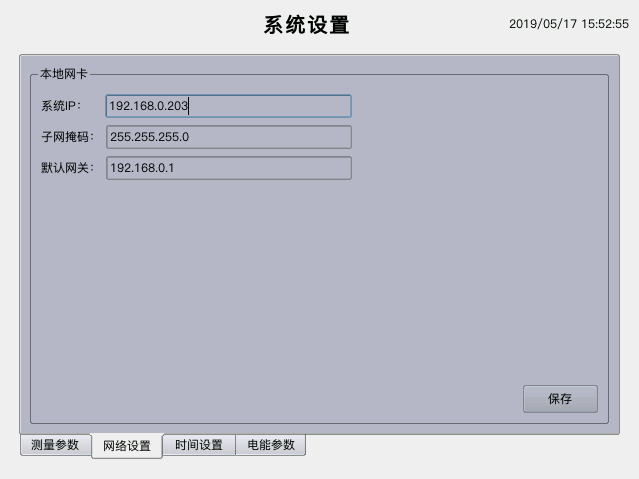 系统设置
2019/05/17 15:52:55
本地网卡
系统IP： 192.168.0.203
子网掩码： 255.255.255.0
默认网关： 192.168.0.1
保存
测量参数 网络设置 时间设置 电能参数